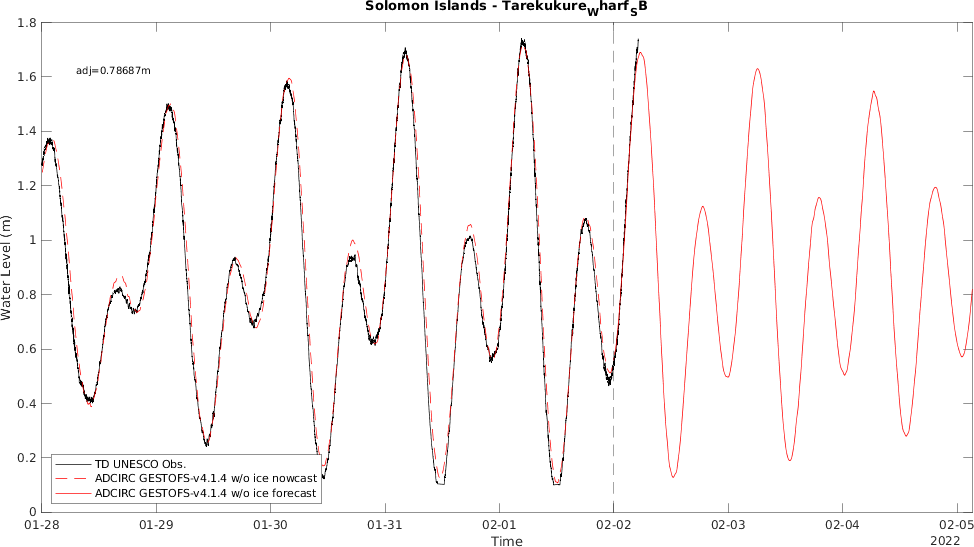 Solomon Islands - Tarekukure_Wharf_SB
adj=0.78687m
Water Level (m)
1.8
1.6
1.4
1.2
1
0.8
0.6
0.4
0.2
0
TD UNESCO Obs.
ADCIRC GESTOFS-v4.1.4 w/o ice nowcast
ADCIRC GESTOFS-v4.1.4 w/o ice forecast
01-28 01-29 01-30 01-31 02-01 02-02 02-03 02-04 02-05
Time
2022